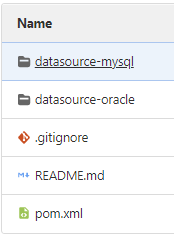 Name
datasource-mysql
datasource-oracle
.gitignore
README.md
pom.xml